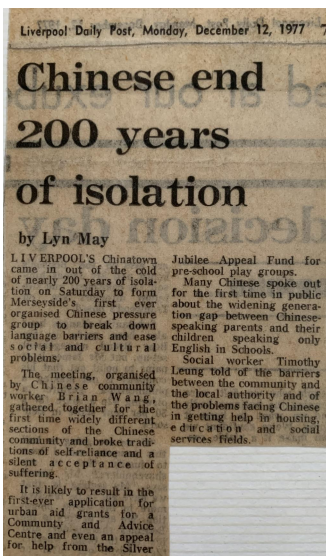 Liverpool Daily Post, Monday, December 12, 1977 7
Chinese end
200 years
of isolation
by Lyn May
LIVERPOOL'S Chinatown
came in out of the cold
of nearly 200 years of isola-
tion on Saturday to form
Merseyside's first ever
organised Chinese pressure
group to break down
language barriers and ease
social and cultural
problems.
The meeting, organised
by Chinese community
worker Brian Wang,
gathered together for the
first time widely different
sections of the Chinese
community and broke tradi-
tions of self-reliance and a
silent acceptance of
suffering.
It is likely to result in the
first-ever application for
urban aid grants for a
Communty and Advice
Centre and even an appeal
for help from the Silver
Jubilee Appeal Fund for
pre-school play groups.
Many Chinese spoke out
for the first time in public
about the widening genera-
tion gap between Chinese-
speaking parents and their
children speaking only
English in Schools.
Social worker Timothy
Leung told of the barriers
between the community and
the local authority and of
the problems facing Chinese
in getting help in housing,
education and social
services fields.